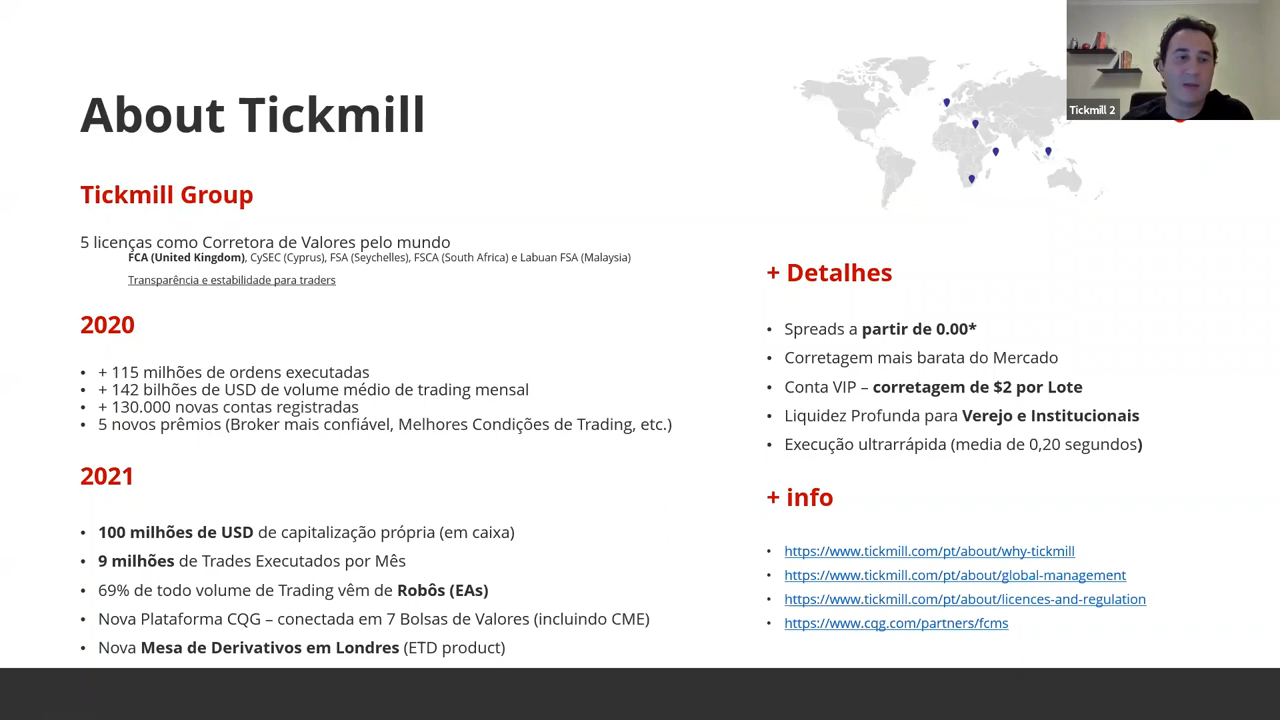 About Tickmill
Tickmill Group
5 licenças como Corretora de Valores pelo mundo
FCA (United Kingdom), CySEC (Cyprus), FSA (Seychelles), FSCA (South Africa) e Labuan FSA (Malaysia)
Transparência e estabilidade para traders
2020
• + 115 milhões de ordens executadas
• + 142 bilhões de USD de volume médio de trading mensal
• + 130.000 novas contas registradas
• 5 novos prêmios (Broker mais confiável, Melhores Condições de Trading, etc.)
2021
• 100 milhões de USD de capitalização própria (em caixa)
• 9 milhões de Trades Executados por Mês
• 69% de todo volume de Trading vêm de Robôs (EAs)
• Nova Plataforma CQG – conectada em 7 Bolsas de Valores (incluindo CME)
• Nova Mesa de Derivativos em Londres (ETD product)
Tickmill 2
+ Detalhes
• Spreads a partir de 0.00*
• Corretagem mais barata do Mercado
• Conta VIP – corretagem de $2 por Lote
• Liquidez Profunda para Verejo e Institucionais
• Execução ultrarrápida (media de 0,20 segundos)
+ info
• https://www.tickmill.com/pt/about/why-tickmill
• https://www.tickmill.com/pt/about/global-management
• https://www.tickmill.com/pt/about/licences-and-regulation
• https://www.cqg.com/partners/fcms